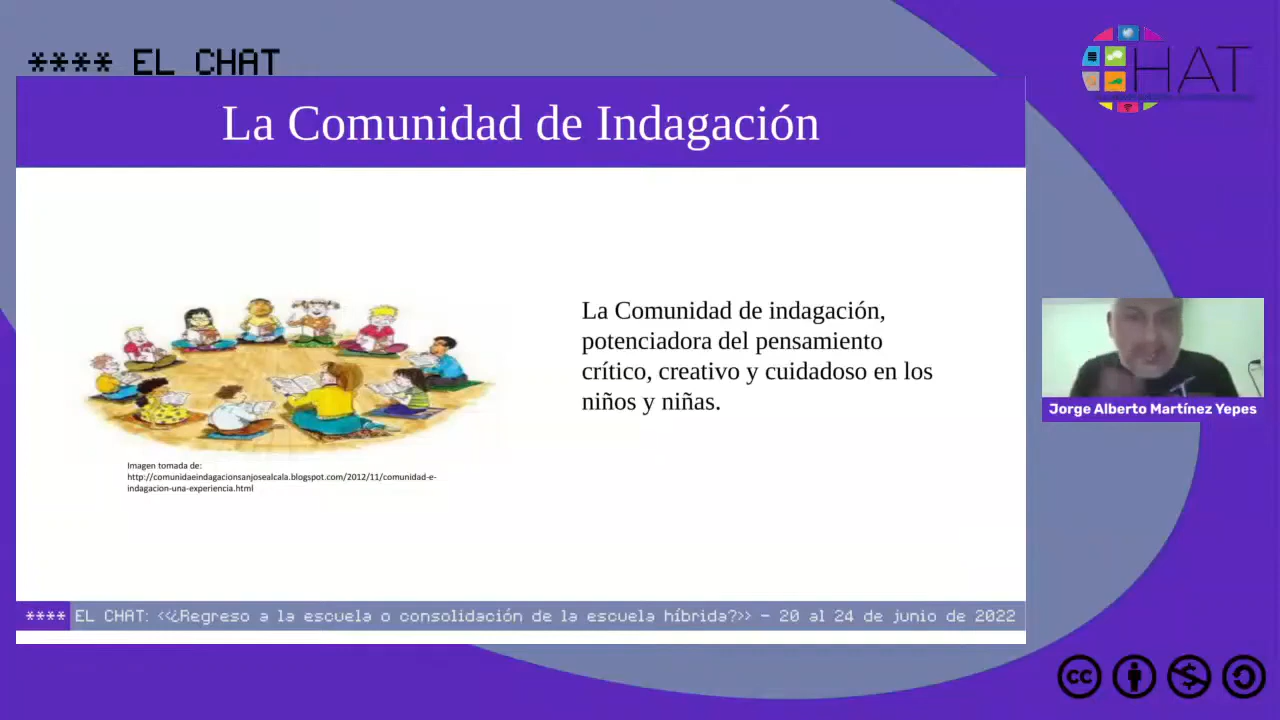 **** EL CHAT
HAT
La Comunidad de Indagación
La Comunidad de indagación,
potenciadora del pensamiento
crítico, creativo y cuidadoso en los
niños y niñas.
Imagen tomada de:
http://comunidaeindagacionsanjosealcala.blogspot.com/2012/11/comunidad-e-
indagacion-una-experiencia.html
Jorge Alberto Martínez Yepes
**** EL CHAT: <<¿Regreso a la escuela o consolidación de la escuela híbrida?>> – 20 al 24 de junio de 2022
cc